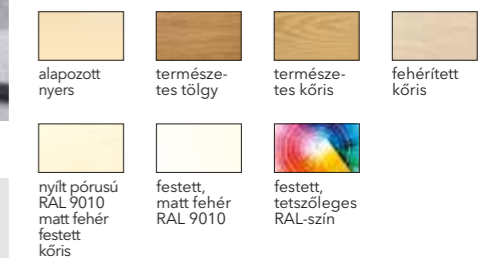 alapozott
nyers
természe-
tes tölgy
természe-
tes kőris
fehérített
kőris
nyílt pórusú
RAL 9010
matt fehér
festett
kőris
festett,
matt fehér
RAL 9010
festett,
tetszőleges
RAL-szín